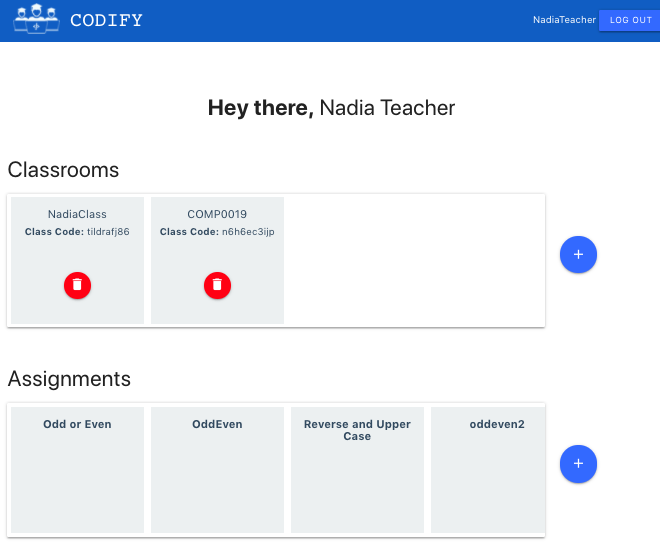 CODIFY
NadiaTeacher LOG OUT
Hey there, Nadia Teacher
Classrooms
NadiaClass
Class Code: tildrafj86
COMP0019
Class Code: n6h6ec3ijp
+
Assignments
Odd or Even
OddEven
Reverse and Upper
Case
oddeven2
+